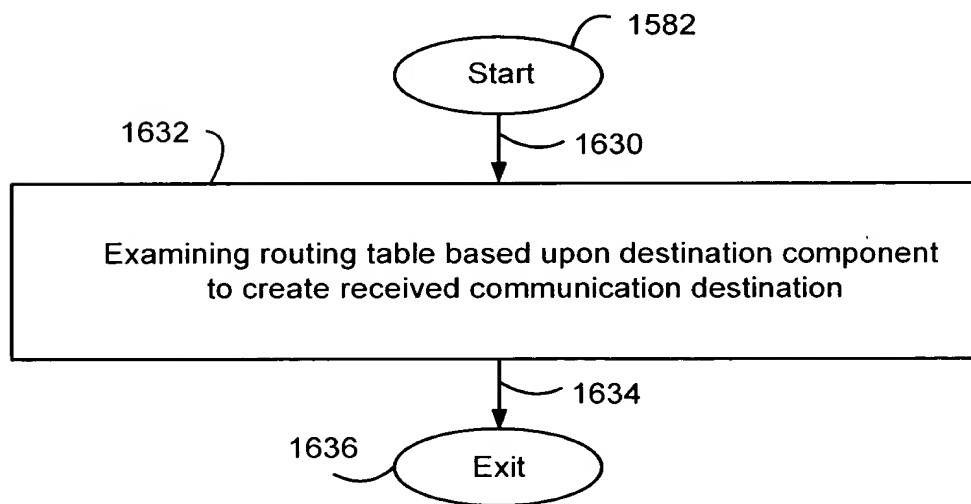 1582
Start
1632
1630
Examining routing table based upon destination component
to create received communication destination
1634
1636
Exit